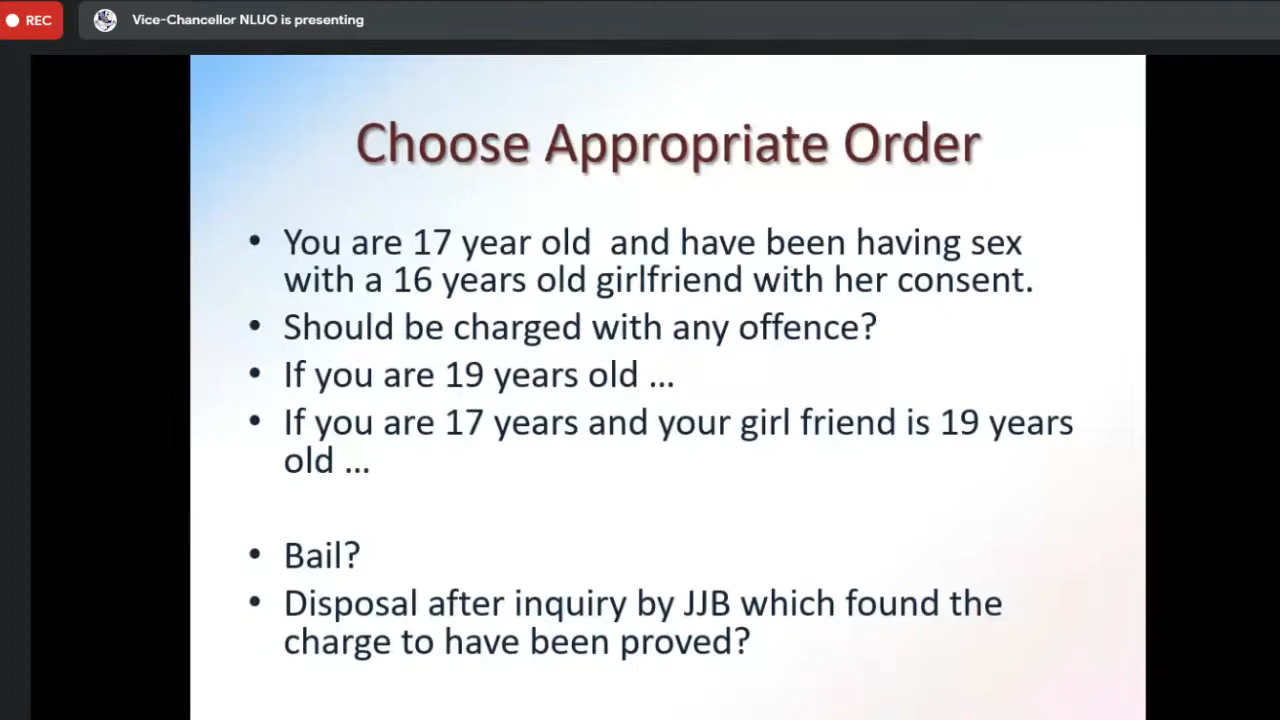 REC
Vice-Chancellor NLUO is presenting
Choose Appropriate Order
• You are 17 year old  and have been having sex
with a 16 years old girlfriend with her consent.
• Should be charged with any offence?
• If you are 19 years old ...
• If you are 17 years and your girl friend is 19 years
old ...
• Bail?
• Disposal after inquiry by JJB which found the
charge to have been proved?